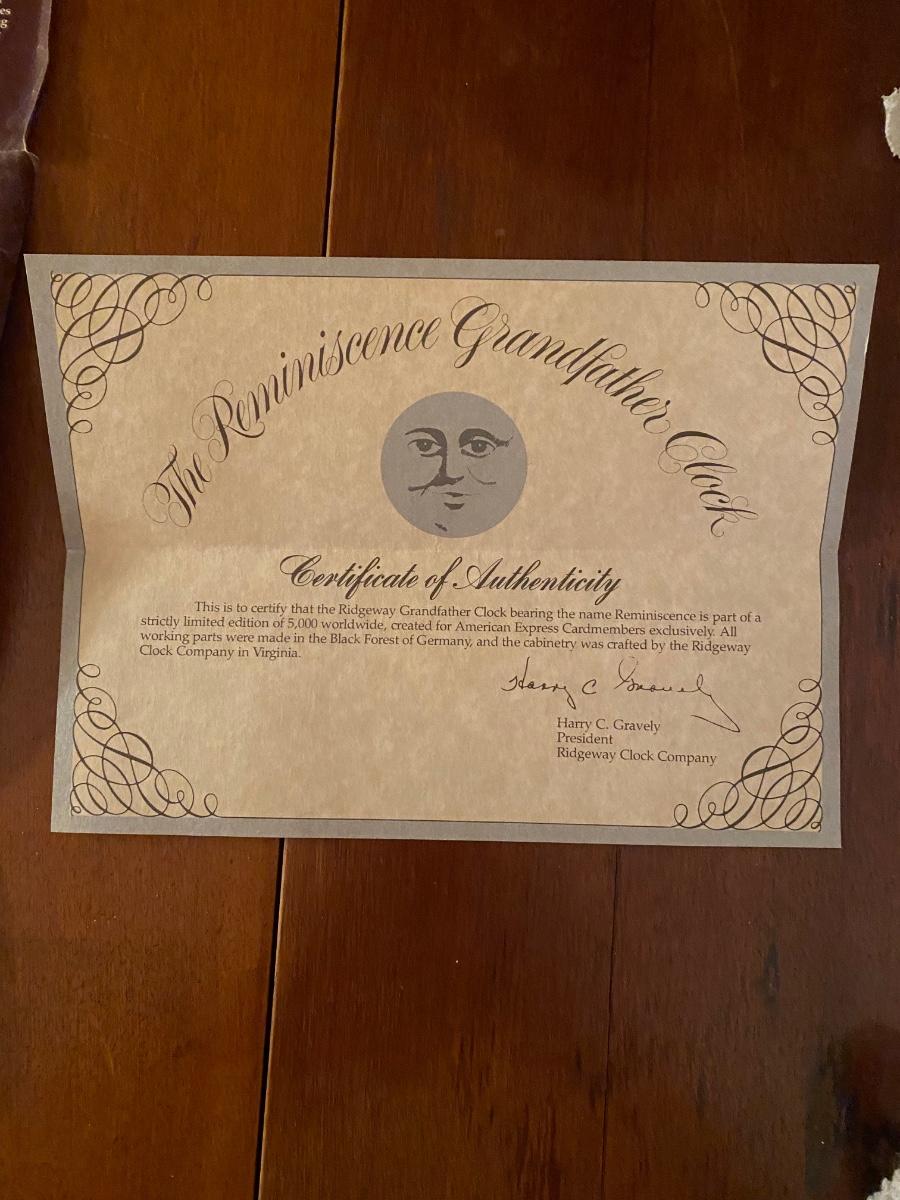 es
g
The Reminiscence Grandfather Clock
Certificate of Authenticity
This is to certify that the Ridgeway Grandfather Clock bearing the name Reminiscence is part of a
strictly limited edition of 5,000 worldwide, created for American Express Cardmembers exclusively. All
working parts were made in the Black Forest of Germany, and the cabinetry was crafted by the Ridgeway
Clock Company in Virginia.
Harry C Gravely
Harry C. Gravely
President
Ridgeway Clock Company